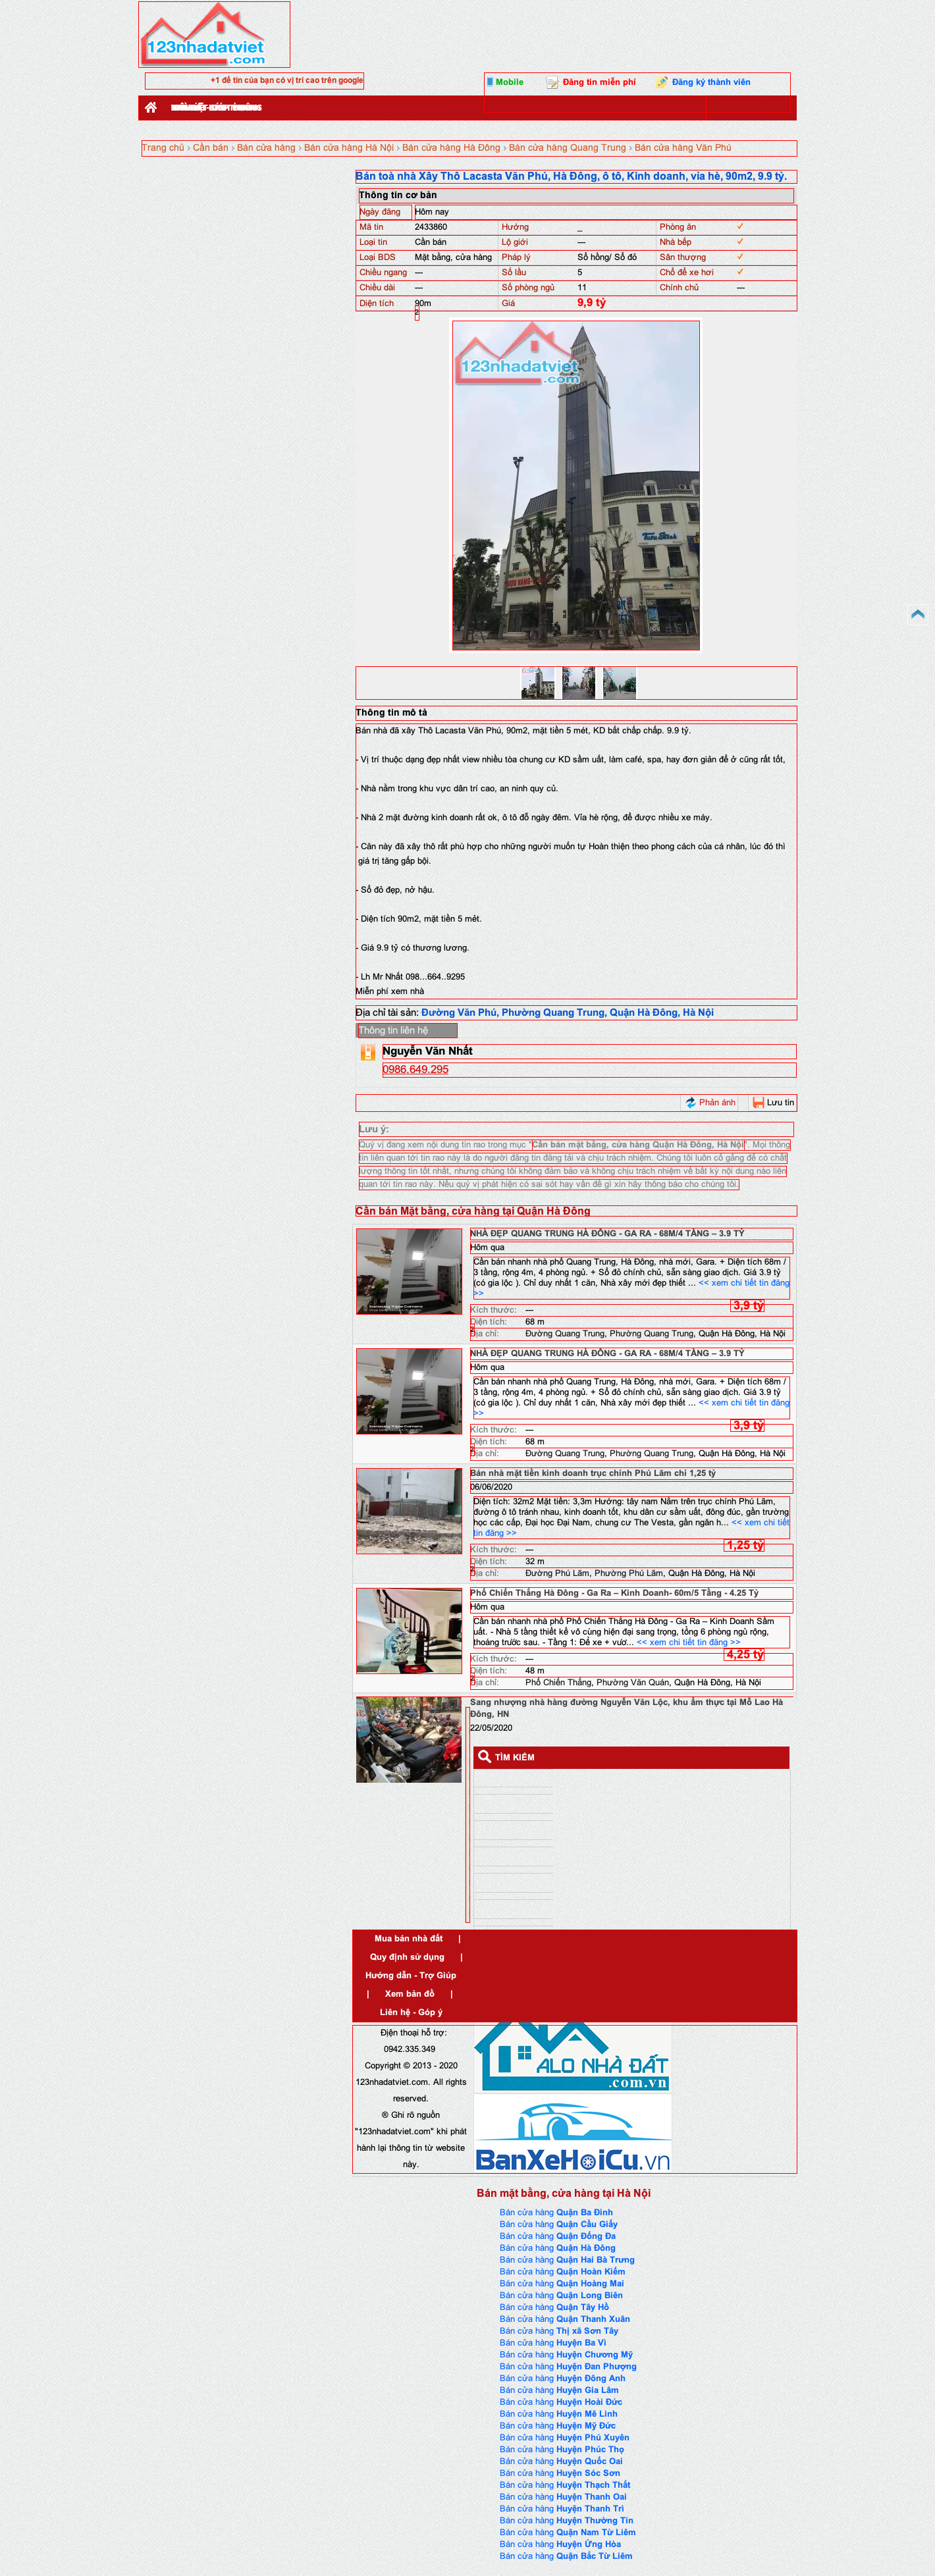 123nhadatviet
.com
+1 để tin của bạn có vị trí cao trên google
Mobile
Đăng tin miễn phí
Đăng ký thành viên
Trang chủ › Cần bán › Bán cửa hàng › Bán cửa hàng Hà Nội › Bán cửa hàng Hà Đông › Bán cửa hàng Quang Trung › Bán cửa hàng Văn Phú
Bán toà nhà Xây Thô Lacasta Văn Phú, Hà Đông, ô tô, Kinh doanh, vỉa hè, 90m2, 9.9 tỷ.
Thông tin cơ bản
Ngày đăng Hôm nay
Mã tin 2433860 Hướng _ Phòng ăn
Loại tin Cần bán Lộ giới --- Nhà bếp
Loại BDS Mặt bằng, cửa hàng Pháp lý Sổ hồng/ Sổ đỏ Sân thượng
Chiều ngang --- Số lầu 5 Chổ để xe hơi
Chiều dài --- Số phòng ngủ 11 Chính chủ ---
Diện tích 90m2 Giá 9,9 tỷ
123nhadatviet
.com
Thông tin mô tả
Bán nhà đã xây Thô Lacasta Văn Phú, 90m2, mặt tiền 5 mét, KD bất chấp chấp. 9.9 tỷ.
- Vị trí thuộc dạng đẹp nhất view nhiều tòa chung cư KD sầm uất, làm café, spa, hay đơn giản để ở cũng rất tốt,
- Nhà nằm trong khu vực dân trí cao, an ninh quy củ.
- Nhà 2 mặt đường kinh doanh rất ok, ô tô đỗ ngày đêm. Vỉa hè rộng, để được nhiều xe máy.
- Căn này đã xây thô rất phù hợp cho những người muốn tự Hoàn thiện theo phong cách của cá nhân, lúc đó thì
giá trị tăng gấp bội.
- Sổ đỏ đẹp, nở hậu.
- Diện tích 90m2, mặt tiền 5 mét.
- Giá 9.9 tỷ có thương lương.
- Lh Mr Nhất 098...664..9295
Miễn phí xem nhà
Địa chỉ tài sản: Đường Văn Phú, Phường Quang Trung, Quận Hà Đông, Hà Nội
Thông tin liên hệ
Nguyễn Văn Nhất
0986.649.295
Phản ánh
Lưu tin
Lưu ý:
Quý vị đang xem nội dung tin rao trong mục "Cần bán mặt bằng, cửa hàng Quận Hà Đông, Hà Nội". Mọi thông
tin liên quan tới tin rao này là do người đăng tin đăng tải và chịu trách nhiệm. Chúng tôi luôn cố gắng để có chất
lượng thông tin tốt nhất, nhưng chúng tôi không đảm bảo và không chịu trách nhiệm về bất kỳ nội dung nào liên
quan tới tin rao này. Nếu quý vị phát hiện có sai sót hay vấn đề gì xin hãy thông báo cho chúng tôi.
Cần bán Mặt bằng, cửa hàng tại Quận Hà Đông
NHÀ ĐẸP QUANG TRUNG HÀ ĐÔNG - GA RA - 68M/4 TẦNG – 3.9 TỶ
Hôm qua
Cần bán nhanh nhà phố Quang Trung, Hà Đông, nhà mới, Gara. + Diện tích 68m /
3 tầng, rộng 4m, 4 phòng ngủ. + Sổ đỏ chính chủ, sẵn sàng giao dịch. Giá 3.9 tỷ
(có gia lộc ). Chỉ duy nhất 1 căn, Nhà xây mới đẹp thiết ... << xem chi tiết tin đăng
>>
3,9 tỷ
Kích thước: ---
Diện tích: 68 m2
Địa chỉ: Đường Quang Trung, Phường Quang Trung, Quận Hà Đông, Hà Nội
NHÀ ĐẸP QUANG TRUNG HÀ ĐÔNG - GA RA - 68M/4 TẦNG – 3.9 TỶ
Hôm qua
Cần bán nhanh nhà phố Quang Trung, Hà Đông, nhà mới, Gara. + Diện tích 68m /
3 tầng, rộng 4m, 4 phòng ngủ. + Sổ đỏ chính chủ, sẵn sàng giao dịch. Giá 3.9 tỷ
(có gia lộc ). Chỉ duy nhất 1 căn, Nhà xây mới đẹp thiết ... << xem chi tiết tin đăng
>>
3,9 tỷ
Kích thước: ---
Diện tích: 68 m2
Địa chỉ: Đường Quang Trung, Phường Quang Trung, Quận Hà Đông, Hà Nội
Bán nhà mặt tiền kinh doanh trục chính Phú Lãm chỉ 1,25 tỷ
06/06/2020
Diện tích: 32m2 Mặt tiền: 3,3m Hướng: tây nam Nằm trên trục chính Phú Lãm,
đường ô tô tránh nhau, kinh doanh tốt, khu dân cư sầm uất, đông đúc, gần trường
học các cấp, Đại học Đại Nam, chung cư The Vesta, gần ngân h... << xem chi tiết
tin đăng >>
1,25 tỷ
Kích thước: ---
Diện tích: 32 m2
Địa chỉ: Đường Phú Lãm, Phường Phú Lãm, Quận Hà Đông, Hà Nội
Phố Chiến Thắng Hà Đông - Ga Ra – Kinh Doanh- 60m/5 Tầng - 4.25 Tỷ
Hôm qua
Cần bán nhanh nhà phố Phố Chiến Thắng Hà Đông - Ga Ra – Kinh Doanh Sầm
uất. - Nhà 5 tầng thiết kế vô cùng hiện đại sang trọng, tổng 6 phòng ngủ rộng,
thoáng trước sau. - Tầng 1: Để xe + vườ... << xem chi tiết tin đăng >>
4,25 tỷ
Kích thước: ---
Diện tích: 48 m2
Địa chỉ: Phố Chiến Thắng, Phường Văn Quán, Quận Hà Đông, Hà Nội
Sang nhượng nhà hàng đường Nguyễn Văn Lộc, khu ẩm thực tại Mỗ Lao Hà
Đông, HN
22/05/2020
TÌM KIẾM
Mua bán nhà đất |
Quy định sử dụng |
Hướng dẫn - Trợ Giúp
| Xem bản đồ |
Liên hệ - Góp ý
Điện thoại hỗ trợ:
0942.335.349
Copyright © 2013 - 2020
123nhadatviet.com. All rights
reserved.
® Ghi rõ nguồn
"123nhadatviet.com" khi phát
hành lại thông tin từ website
này.
ALO NHÀ ĐẤT
.com.vn
BanXeHoiCu.vn
Bán mặt bằng, cửa hàng tại Hà Nội
Bán cửa hàng Quận Ba Đình
Bán cửa hàng Quận Cầu Giấy
Bán cửa hàng Quận Đống Đa
Bán cửa hàng Quận Hà Đông
Bán cửa hàng Quận Hai Bà Trưng
Bán cửa hàng Quận Hoàn Kiếm
Bán cửa hàng Quận Hoàng Mai
Bán cửa hàng Quận Long Biên
Bán cửa hàng Quận Tây Hồ
Bán cửa hàng Quận Thanh Xuân
Bán cửa hàng Thị xã Sơn Tây
Bán cửa hàng Huyện Ba Vì
Bán cửa hàng Huyện Chương Mỹ
Bán cửa hàng Huyện Đan Phượng
Bán cửa hàng Huyện Đông Anh
Bán cửa hàng Huyện Gia Lâm
Bán cửa hàng Huyện Hoài Đức
Bán cửa hàng Huyện Mê Linh
Bán cửa hàng Huyện Mỹ Đức
Bán cửa hàng Huyện Phú Xuyên
Bán cửa hàng Huyện Phúc Thọ
Bán cửa hàng Huyện Quốc Oai
Bán cửa hàng Huyện Sóc Sơn
Bán cửa hàng Huyện Thạch Thất
Bán cửa hàng Huyện Thanh Oai
Bán cửa hàng Huyện Thanh Trì
Bán cửa hàng Huyện Thường Tín
Bán cửa hàng Quận Nam Từ Liêm
Bán cửa hàng Huyện Ứng Hòa
Bán cửa hàng Quận Bắc Từ Liêm